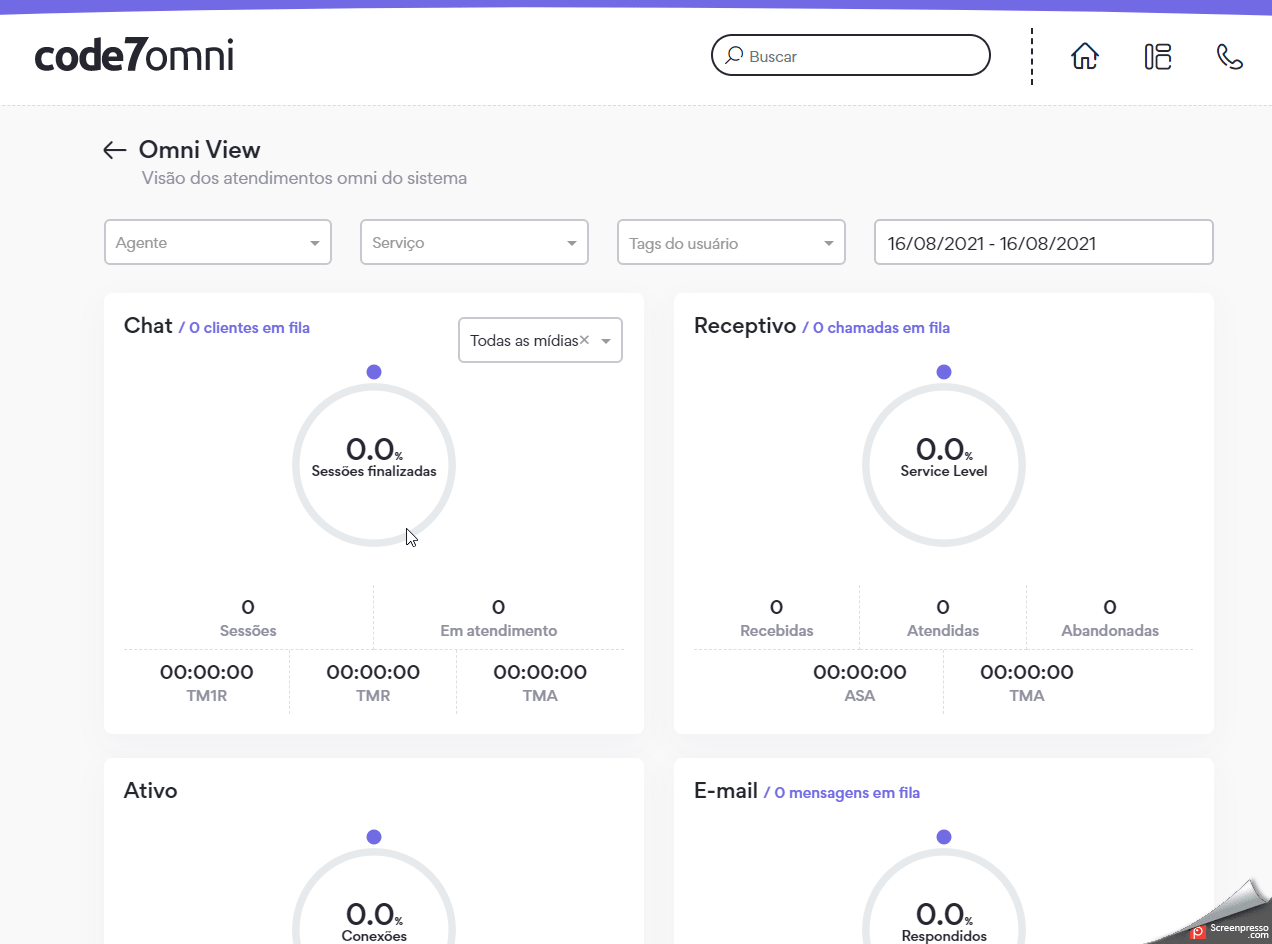 code7omni
Buscar
Omni View
Visão dos atendimentos omni do sistema
Agente
Serviço
Tags do usuário
16/08/2021 - 16/08/2021
Chat / 0 clientes em fila
Todas as mídias×
0.0%
Sessões finalizadas
0
Sessões
0
Em atendimento
00:00:00
TM1R
00:00:00
TMR
00:00:00
TMA
Receptivo / 0 chamadas em fila
0.0%
Service Level
0
Recebidas
0
Atendidas
0
Abandonadas
00:00:00
ASA
00:00:00
TMA
Ativo
0.0%
Conexões
E-mail / 0 mensagens em fila
0.0%
Respondidos
Screenpresso
.com